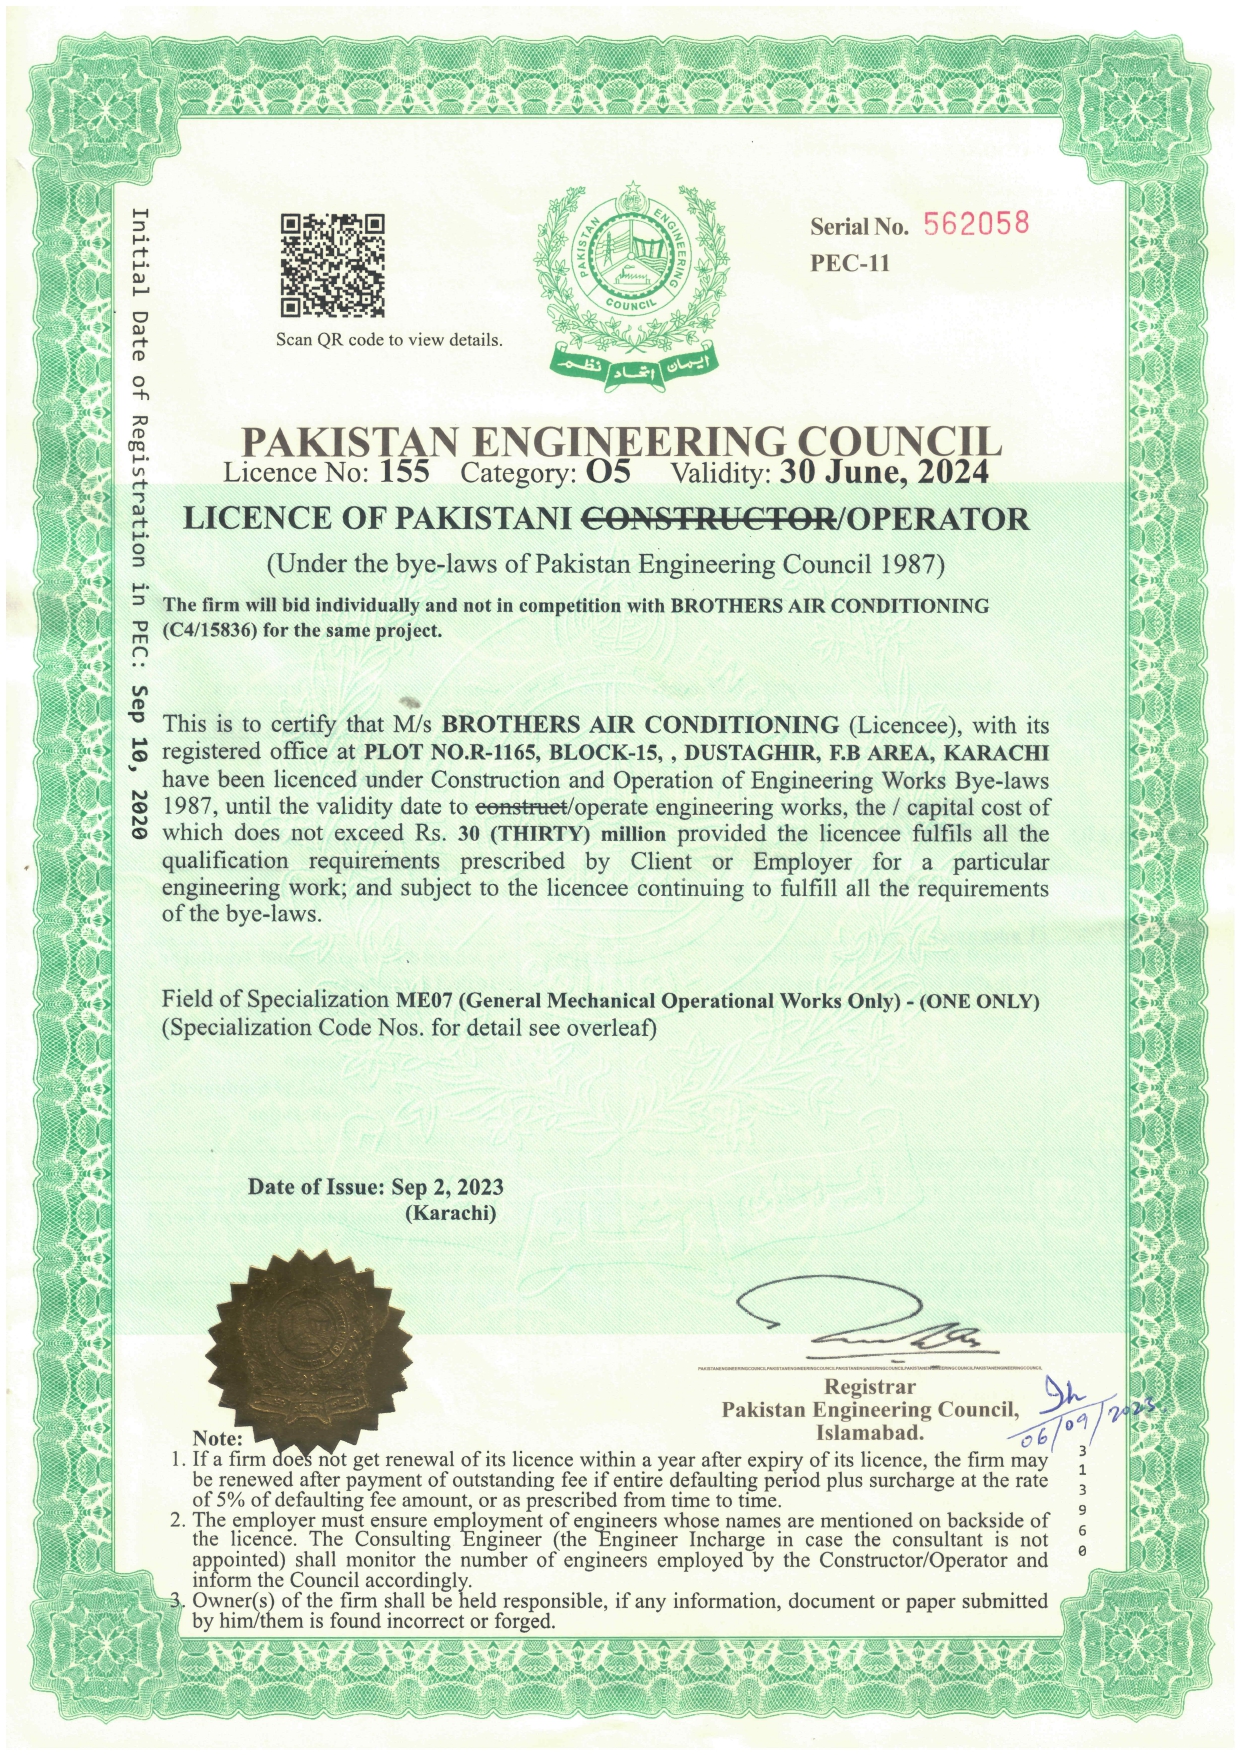 Serial No. 562058
PEC-11
PAKISTAN ENGINEERING
COUNCIL
ایمان اتحاد نظم
Scan QR code to view details.
Initial Date of Registration in PEC: Sep 10, 2020
PAKISTAN ENGINEERING COUNCIL
Licence No: 155 Category: O5 Validity: 30 June, 2024
LICENCE OF PAKISTANI CONSTRUCTOR/OPERATOR
(Under the bye-laws of Pakistan Engineering Council 1987)
The firm will bid individually and not in competition with BROTHERS AIR CONDITIONING
(C4/15836) for the same project.
This is to certify that M/s BROTHERS AIR CONDITIONING (Licencee), with its
registered office at PLOT NO.R-1165, BLOCK-15, , DUSTAGHIR, F.B AREA, KARACHI
have been licenced under Construction and Operation of Engineering Works Bye-laws
1987, until the validity date to construct/operate engineering works, the / capital cost of
which does not exceed Rs. 30 (THIRTY) million provided the licencee fulfils all the
qualification requirements prescribed by Client or Employer for a particular
engineering work; and subject to the licencee continuing to fulfill all the requirements
of the bye-laws.
Field of Specialization ME07 (General Mechanical Operational Works Only) - (ONE ONLY)
(Specialization Code Nos. for detail see overleaf)
Date of Issue: Sep 2, 2023
(Karachi)
Registrar
Pakistan Engineering Council,
Islamabad.
06/09/2023
313960
Note:
1. If a firm does not get renewal of its licence within a year after expiry of its licence, the firm may
be renewed after payment of outstanding fee if entire defaulting period plus surcharge at the rate
of 5% of defaulting fee amount, or as prescribed from time to time.
2. The employer must ensure employment of engineers whose names are mentioned on backside of
the licence. The Consulting Engineer (the Engineer Incharge in case the consultant is not
appointed) shall monitor the number of engineers employed by the Constructor/Operator and
inform the Council accordingly.
3. Owner(s) of the firm shall be held responsible, if any information, document or paper submitted
by him/them is found incorrect or forged.